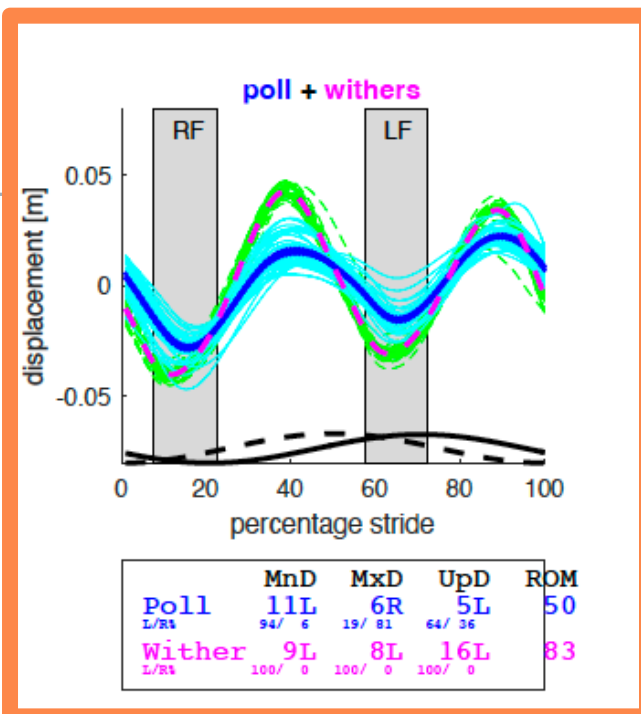 poll + withers
RF LF
0.05
0
-0.05
displacement [m]
0 20 40 60 80 100
percentage stride
MnD MxD UpD ROM
Poll 11L 6R 5L 50
L/R% 94/ 6 19/ 81 64/ 36
Wither 9L 8L 16L 83
L/R% 100/ 0 100/ 0 100/ 0